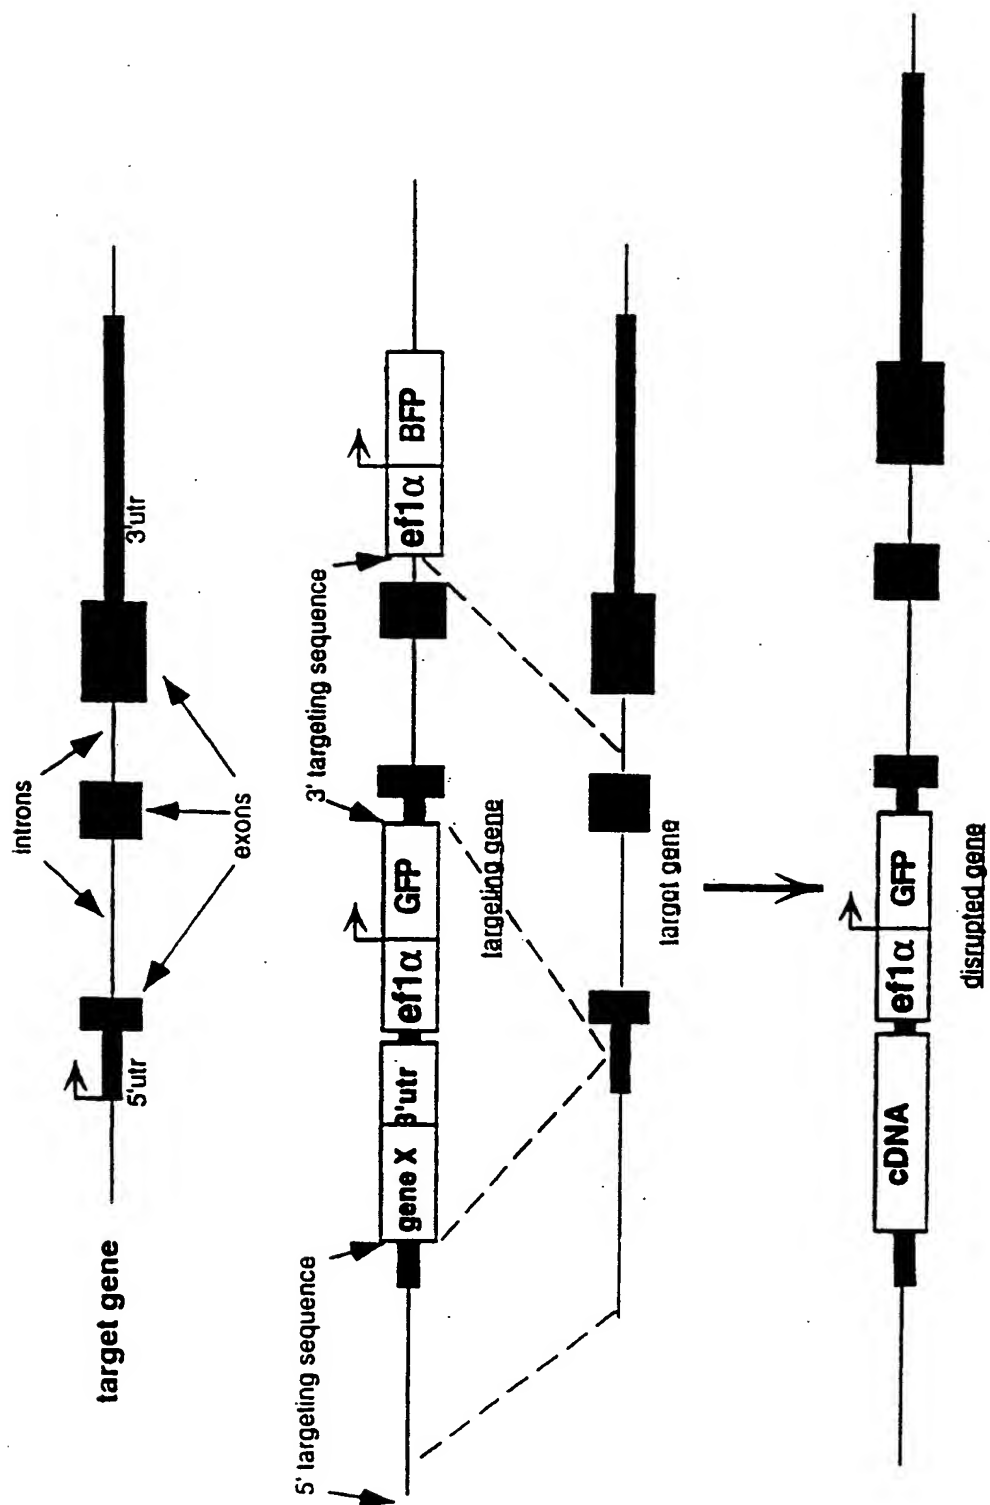 target gene
introns
exons
5'utr
3'utr
5' targeting sequence
3' targeting sequence
gene X
3'utr
ef1α
GFP
ef1α
BFP
targeting gene
target gene
cDNA
ef1α
GFP
disrupted gene